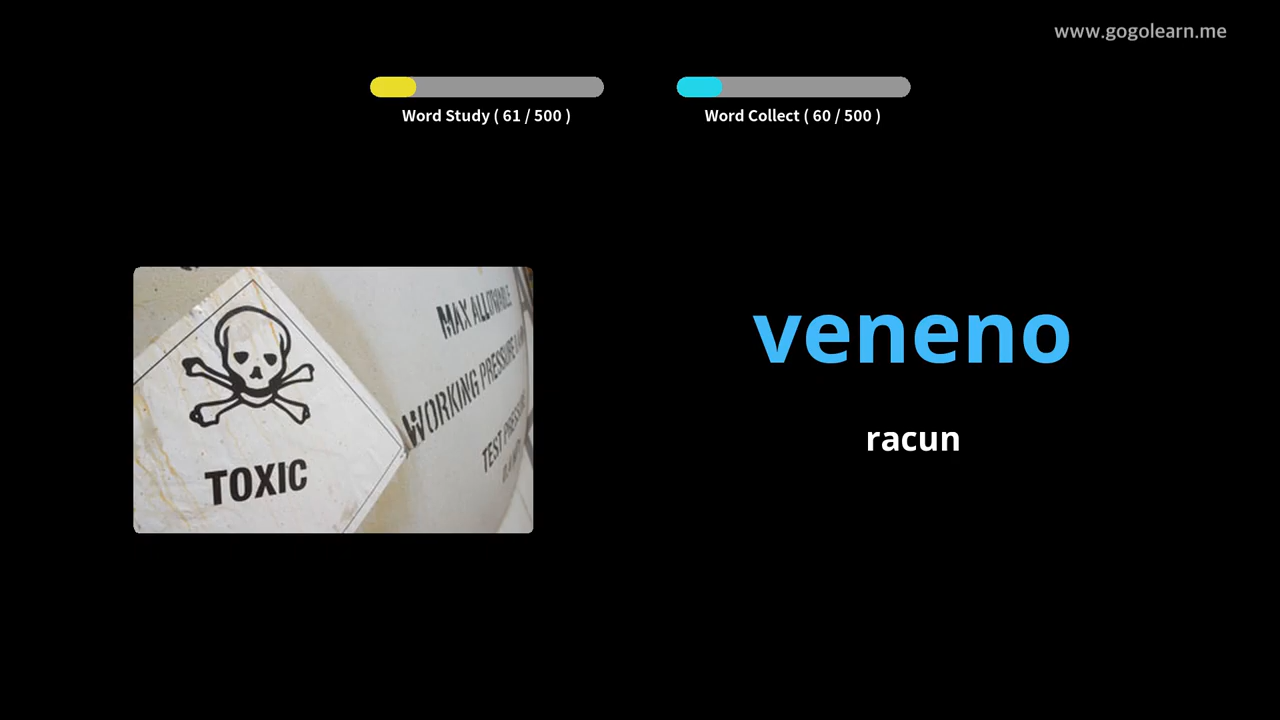 www.gogolearn.me
Word Study ( 61 / 500 )
Word Collect ( 60 / 500 )
MAX ALLOWABLE
WORKING PRESSURE
TEST PRESSURE
TOXIC
veneno
racun